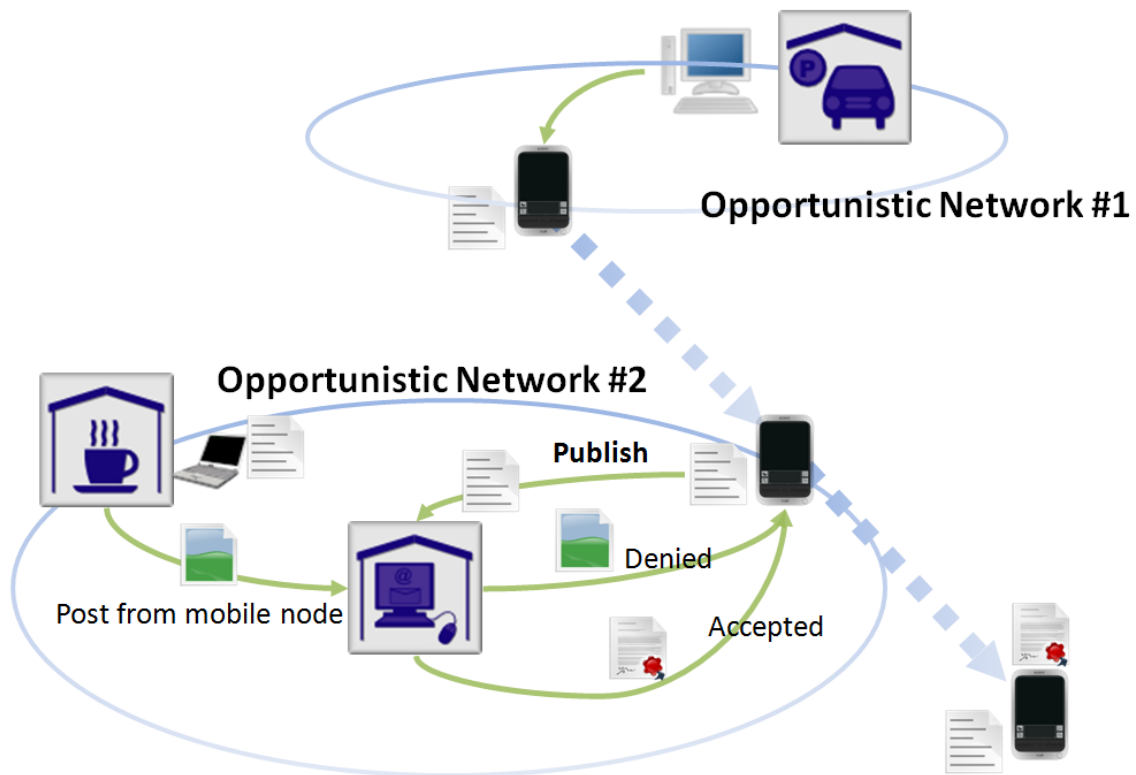 P
Opportunistic Network #1
Opportunistic Network #2
Publish
Denied
@
Post from mobile node
Accepted